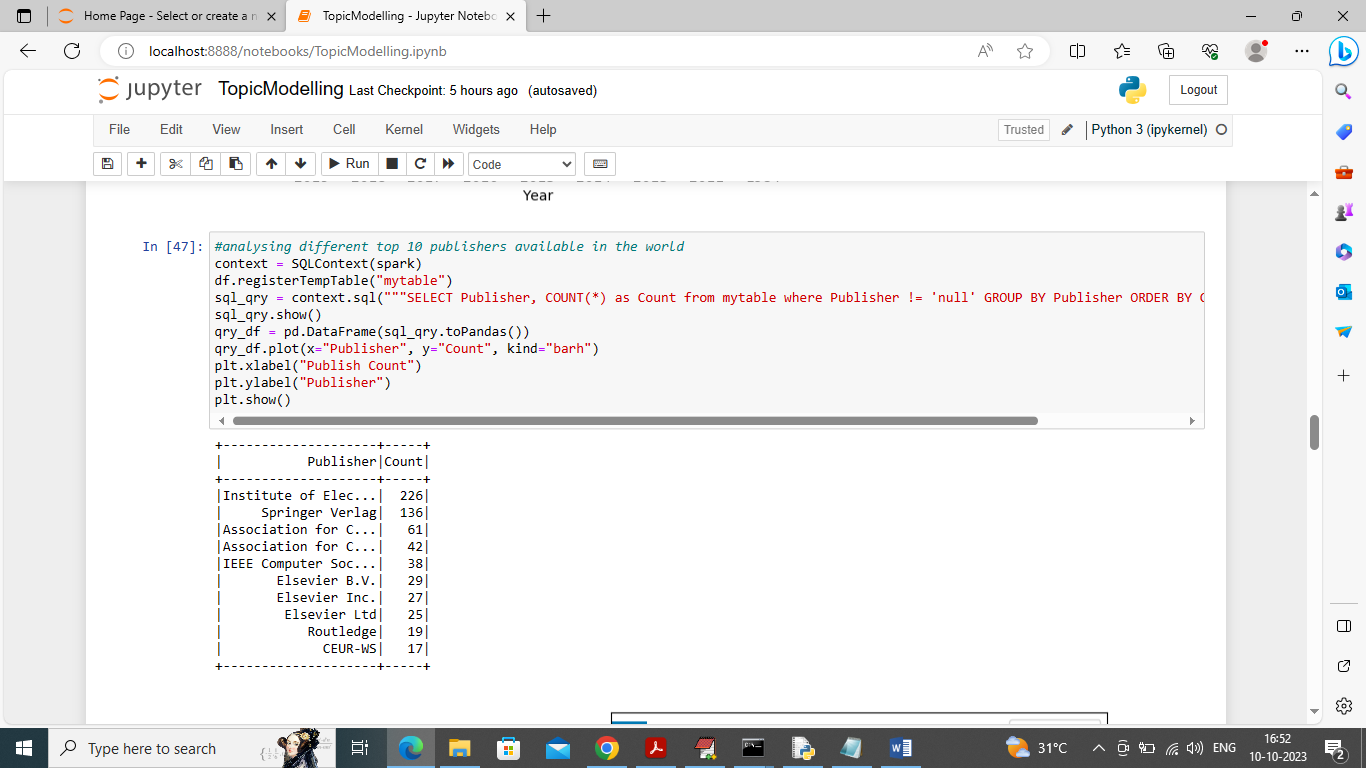 Home Page - Select or create a n
TopicModelling - Jupyter Notebo
localhost:8888/notebooks/TopicModelling.ipynb
jupyter TopicModelling Last Checkpoint: 5 hours ago (autosaved)
Logout
File Edit View Insert Cell Kernel Widgets Help
Trusted
Python 3 (ipykernel)
Run
Code
Year
In [47]:
#analysing different top 10 publishers available in the world
context = SQLContext(spark)
df.registerTempTable("mytable")
sql_qry = context.sql("""SELECT Publisher, COUNT(*) as Count from mytable where Publisher != 'null' GROUP BY Publisher ORDER BY C
sql_qry.show()
qry_df = pd.DataFrame(sql_qry.toPandas())
qry_df.plot(x="Publisher", y="Count", kind="barh")
plt.xlabel("Publish Count")
plt.ylabel("Publisher")
plt.show()
+--------------------+-----+
|           Publisher|Count|
+--------------------+-----+
|Institute of Elec...|  226|
|     Springer Verlag|  136|
|Association for C...|   61|
|Association for C...|   42|
|IEEE Computer Soc...|   38|
|       Elsevier B.V.|   29|
|       Elsevier Inc.|   27|
|        Elsevier Ltd|   25|
|           Routledge|   19|
|             CEUR-WS|   17|
+--------------------+-----+
Type here to search
31°C
ENG
16:52
10-10-2023
2